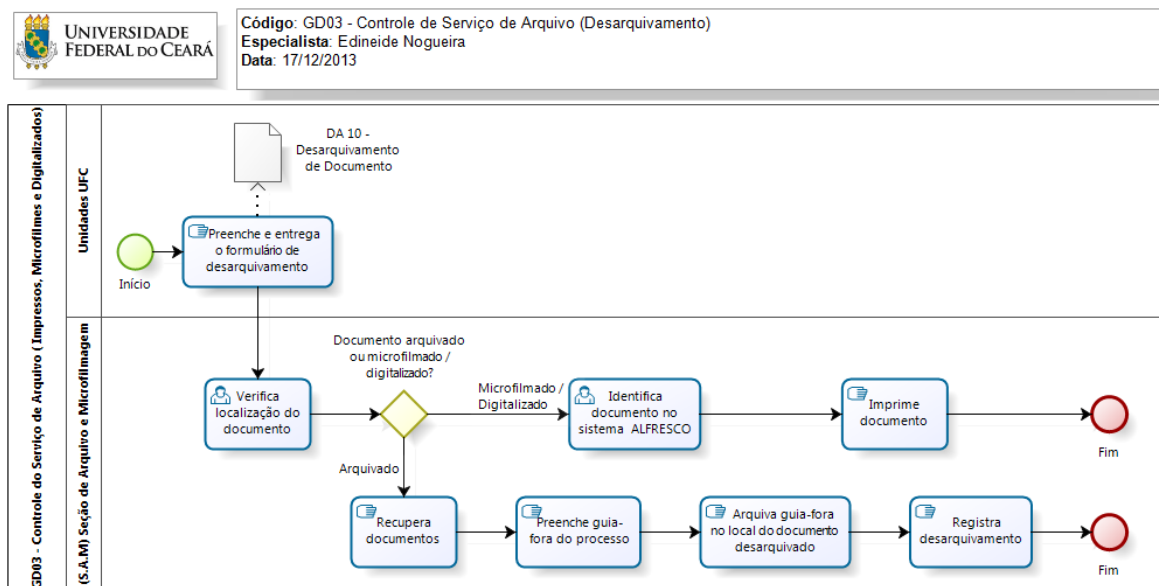 UNIVERSIDADE
FEDERAL DO CEARÁ
Código: GD03 - Controle de Serviço de Arquivo (Desarquivamento)
Especialista: Edineide Nogueira
Data: 17/12/2013
GD03 - Controle do Serviço de Arquivo ( Impressos, Microfilmes e Digitalizados)
Unidades UFC
DA 10 -
Desarquivamento
de Documento
Início
Preenche e entrega
o formulário de
desarquivamento
(S.A.M) Seção de Arquivo e Microfilmagem
Verifica
localização do
documento
Documento arquivado
ou microfilmado /
digitalizado?
Microfilmado /
Digitalizado
Identifica
documento no
sistema ALFRESCO
Imprime
documento
Fim
Arquivado
Recupera
documentos
Preenche guia-
fora do processo
Arquiva guia-fora
no local do documento
desarquivado
Registra
desarquivamento
Fim